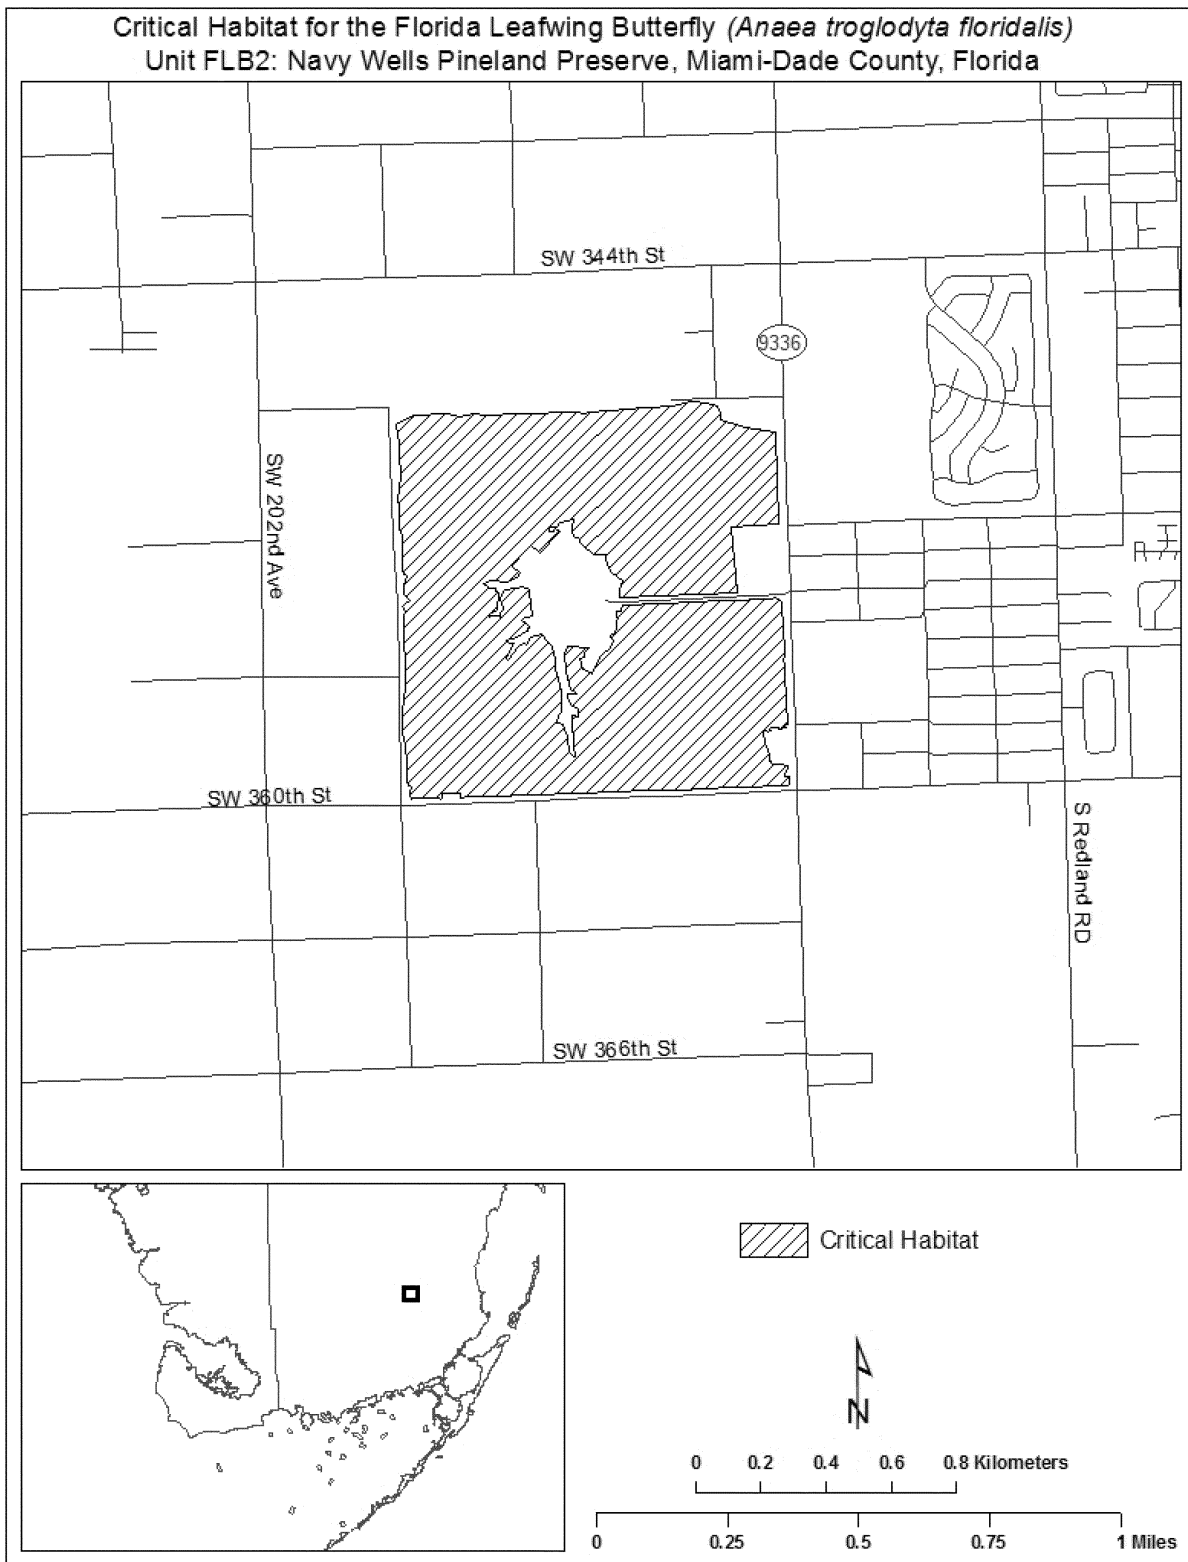 Critical Habitat for the Florida Leafwing Butterfly (Anaea troglodyta floridalis)
Unit FLB2: Navy Wells Pineland Preserve, Miami-Dade County, Florida
SW 344th St
9336
SW 202nd Ave
SW 360th St
S Redland RD
SW 366th St
Critical Habitat
N
0 0.2 0.4 0.6 0.8 Kilometers
0 0.25 0.5 0.75 1 Miles